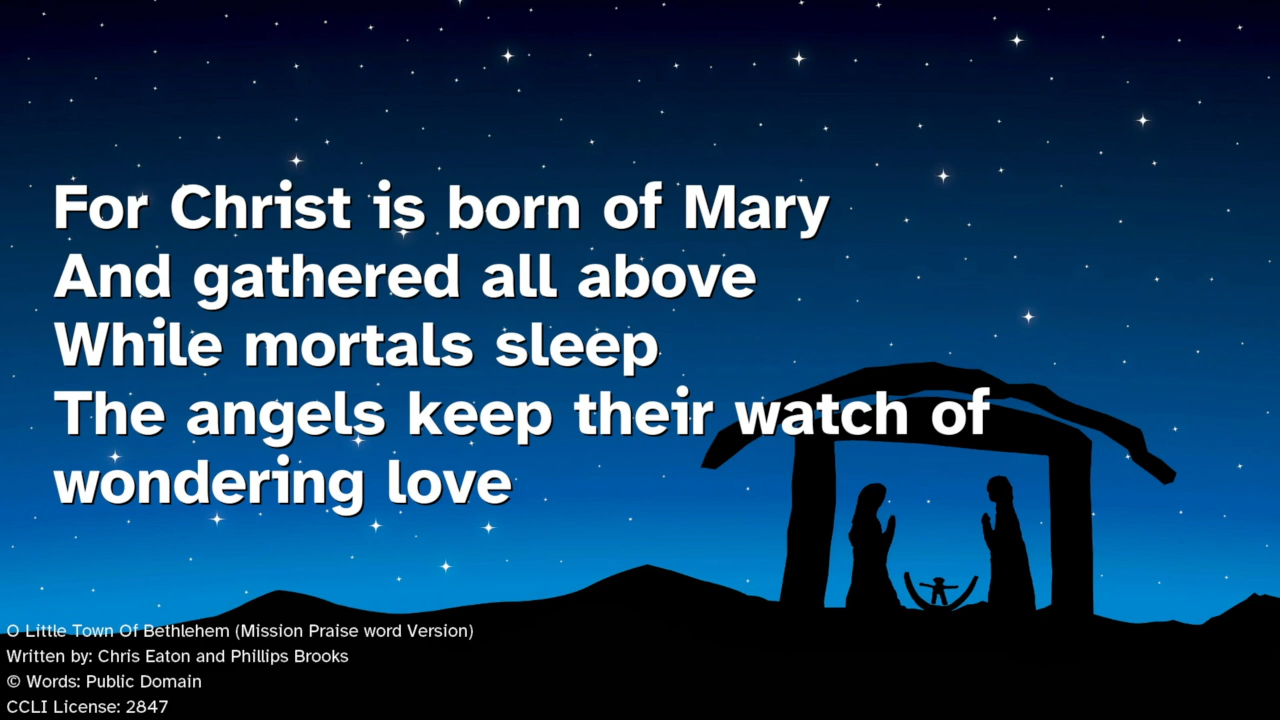 For Christ is born of Mary
And gathered all above
While mortals sleep
The angels keep their watch of
wondering love
O Little Town Of Bethlehem (Mission Praise word Version)
Written by: Chris Eaton and Phillips Brooks
© Words: Public Domain
CCLI License: 2847